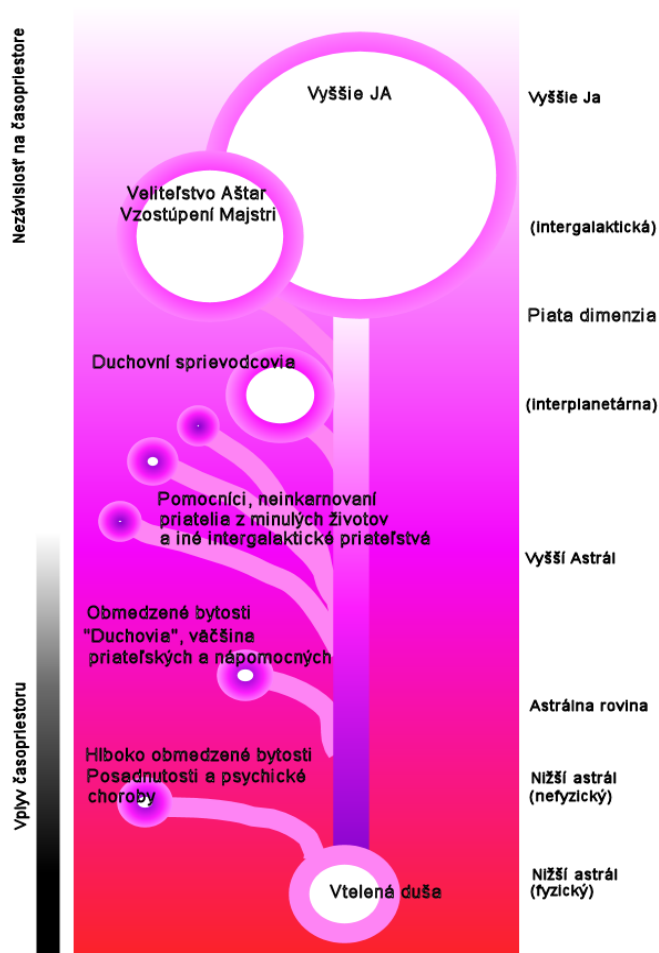 Nezávislosť na časopriestore
Vyššie JA
Vyššie Ja
Veliteľstvo Aštar
Vzostúpení Majstri
(intergalaktická)
Piata dimenzia
Duchovní sprievodcovia
(interplanetárna)
Pomocníci, neinkarnovaní
priatelia z minulých životov
a iné intergalaktické priateľstvá
Vyšší Astrál
Obmedzené bytosti
"Duchovia", väčšina
priateľských a nápomocných
Astrálna rovina
Vplyv časopriestoru
Hlboko obmedzené bytosti
Posadnutosti a psychické
choroby
Nižší astrál
(nefyzický)
Vtelená duša
Nižší astrál
(fyzický)